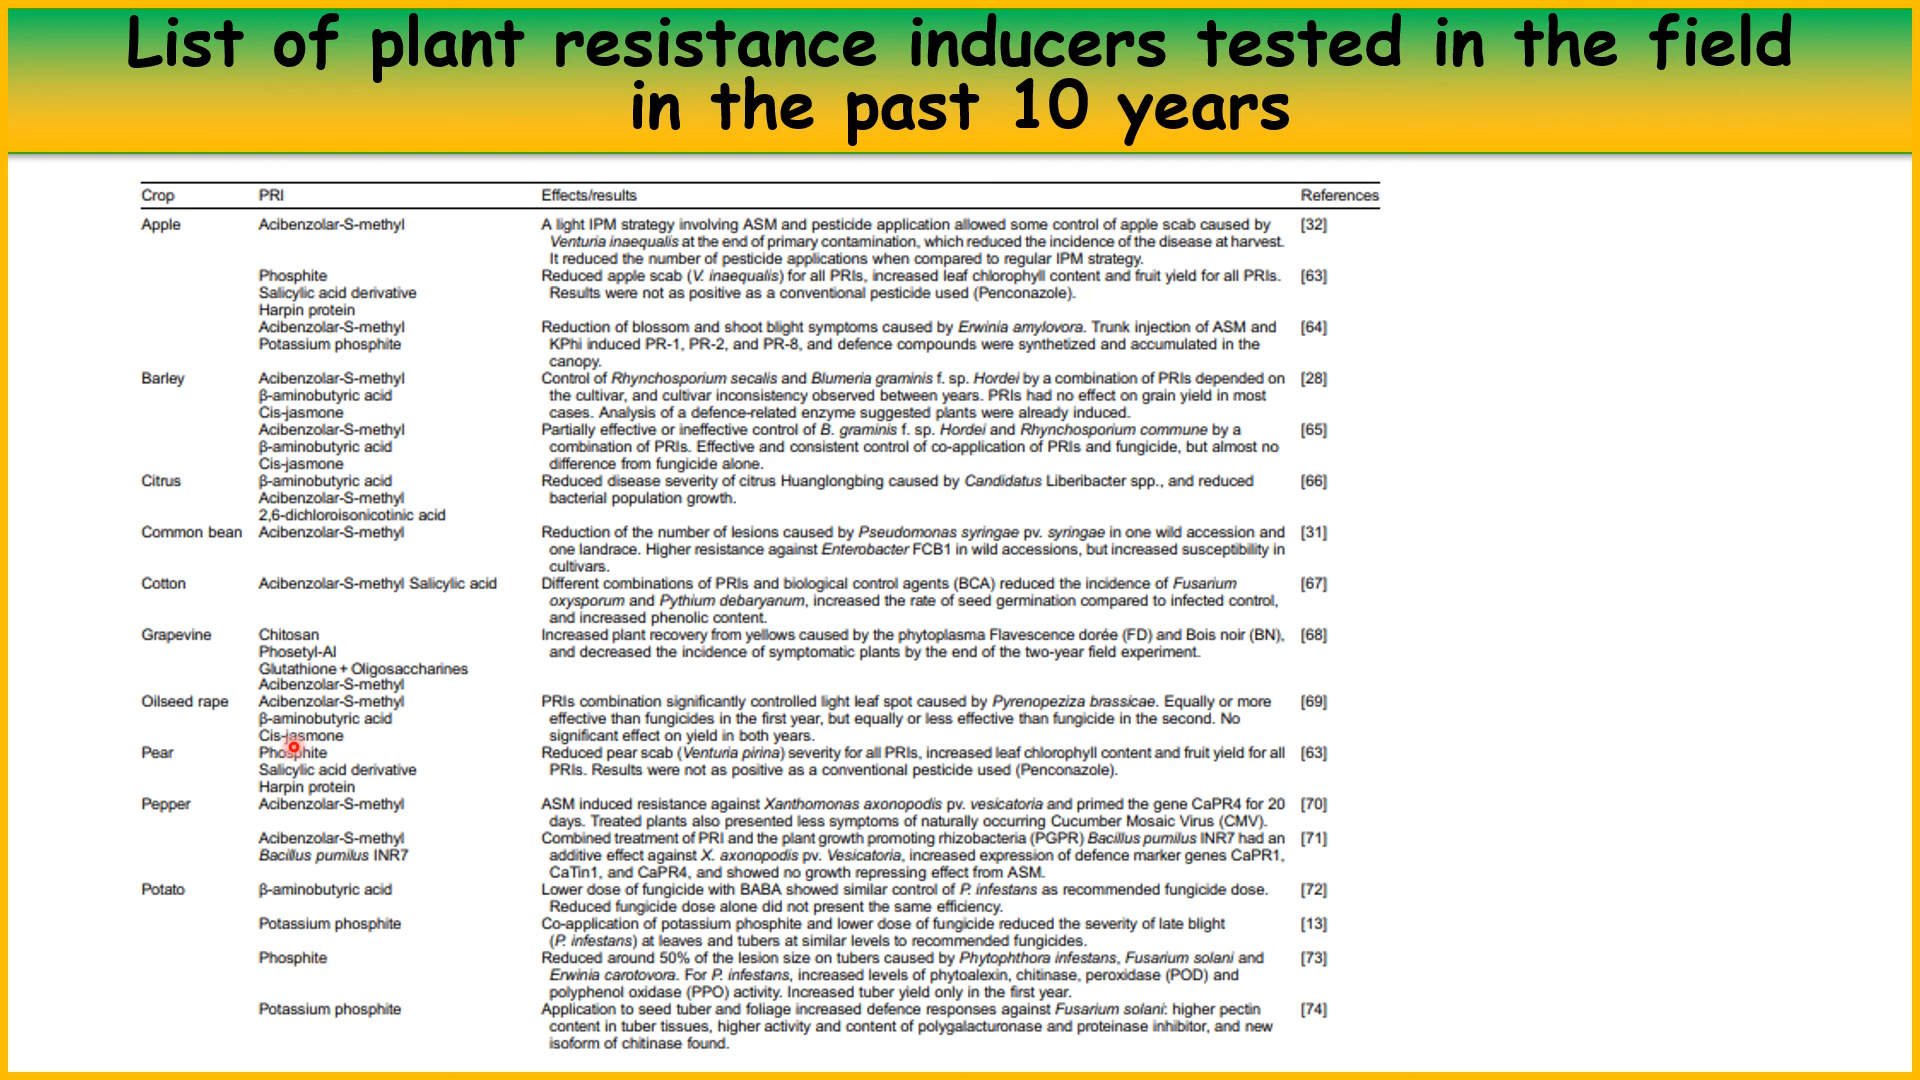 List of plant resistance inducers tested in the field
in the past 10 years
Crop PRI Effects/results References
Apple Acibenzolar-S-methyl A light IPM strategy involving ASM and pesticide application allowed some control of apple scab caused by [32]
Venturia inaequalis at the end of primary contamination, which reduced the incidence of the disease at harvest.
It reduced the number of pesticide applications when compared to regular IPM strategy.
Phosphite Reduced apple scab (V. inaequalis) for all PRIs, increased leaf chlorophyll content and fruit yield for all PRIs. [63]
Salicylic acid derivative Results were not as positive as a conventional pesticide used (Penconazole).
Harpin protein
Acibenzolar-S-methyl Reduction of blossom and shoot blight symptoms caused by Erwinia amylovora. Trunk injection of ASM and [64]
Potassium phosphite KPhi induced PR-1, PR-2, and PR-8, and defence compounds were synthetized and accumulated in the
canopy.
Barley Acibenzolar-S-methyl Control of Rhynchosporium secalis and Blumeria graminis f. sp. Hordei by a combination of PRIs depended on [28]
β-aminobutyric acid the cultivar, and cultivar inconsistency observed between years. PRIs had no effect on grain yield in most
Cis-jasmone cases. Analysis of a defence-related enzyme suggested plants were already induced.
Acibenzolar-S-methyl Partially effective or ineffective control of B. graminis f. sp. Hordei and Rhynchosporium commune by a [65]
β-aminobutyric acid combination of PRIs. Effective and consistent control of co-application of PRIs and fungicide, but almost no
Cis-jasmone difference from fungicide alone.
Citrus β-aminobutyric acid Reduced disease severity of citrus Huanglongbing caused by Candidatus Liberibacter spp., and reduced [66]
Acibenzolar-S-methyl bacterial population growth.
2,6-dichloroisonicotinic acid
Common bean Acibenzolar-S-methyl Reduction of the number of lesions caused by Pseudomonas syringae pv. syringae in one wild accession and [31]
one landrace. Higher resistance against Enterobacter FCB1 in wild accessions, but increased susceptibility in
cultivars.
Cotton Acibenzolar-S-methyl Salicylic acid Different combinations of PRIs and biological control agents (BCA) reduced the incidence of Fusarium [67]
oxysporum and Pythium debaryanum, increased the rate of seed germination compared to infected control,
and increased phenolic content.
Grapevine Chitosan Increased plant recovery from yellows caused by the phytoplasma Flavescence dorée (FD) and Bois noir (BN), [68]
Phosetyl-Al and decreased the incidence of symptomatic plants by the end of the two-year field experiment.
Glutathione + Oligosaccharines
Acibenzolar-S-methyl
Oilseed rape Acibenzolar-S-methyl PRIs combination significantly controlled light leaf spot caused by Pyrenopeziza brassicae. Equally or more [69]
β-aminobutyric acid effective than fungicides in the first year, but equally or less effective than fungicide in the second. No
Cis-jasmone significant effect on yield in both years.
Pear Phosphite Reduced pear scab (Venturia pirina) severity for all PRIs, increased leaf chlorophyll content and fruit yield for all [63]
Salicylic acid derivative PRIs. Results were not as positive as a conventional pesticide used (Penconazole).
Harpin protein
Pepper Acibenzolar-S-methyl ASM induced resistance against Xanthomonas axonopodis pv. vesicatoria and primed the gene CaPR4 for 20 [70]
days. Treated plants also presented less symptoms of naturally occurring Cucumber Mosaic Virus (CMV).
Acibenzolar-S-methyl Combined treatment of PRI and the plant growth promoting rhizobacteria (PGPR) Bacillus pumilus INR7 had an [71]
Bacillus pumilus INR7 additive effect against X. axonopodis pv. Vesicatoria, increased expression of defence marker genes CaPR1,
CaTin1, and CaPR4, and showed no growth repressing effect from ASM.
Potato β-aminobutyric acid Lower dose of fungicide with BABA showed similar control of P. infestans as recommended fungicide dose. [72]
Reduced fungicide dose alone did not present the same efficiency.
Potassium phosphite Co-application of potassium phosphite and lower dose of fungicide reduced the severity of late blight [13]
(P. infestans) at leaves and tubers at similar levels to recommended fungicides.
Phosphite Reduced around 50% of the lesion size on tubers caused by Phytophthora infestans, Fusarium solani and [73]
Erwinia carotovora. For P. infestans, increased levels of phytoalexin, chitinase, peroxidase (POD) and
polyphenol oxidase (PPO) activity. Increased tuber yield only in the first year.
Potassium phosphite Application to seed tuber and foliage increased defence responses against Fusarium solani: higher pectin [74]
content in tuber tissues, higher activity and content of polygalacturonase and proteinase inhibitor, and new
isoform of chitinase found.